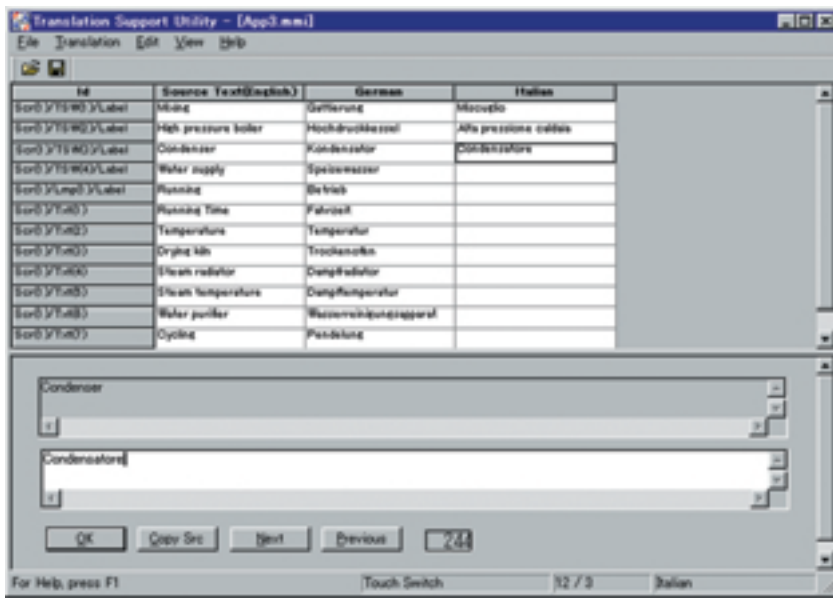 Translation Support Utility - [App3.mmi]
File Translation Edit View Help
Id Source Text(English) German Italian
Mixing Gattierung Miscuglio
High pressure boiler Hochdruckkessel Alta pressione caldaia
Condenser Kondensator Condensatore
Water supply Speisewasser
Running Betrieb
Running Time Fahrzeit
Temperature Temperatur
Drying kiln Trockenofen
Steam radiator Dampfradiator
Steam temperature Dampftemperatur
Water purifier Wasserreinigungsapparat
Cycling Pendelung
Condenser
Condensatore
OK Copy Src Next Previous 244
For Help, press F1 Touch Switch 12 / 3 Italian